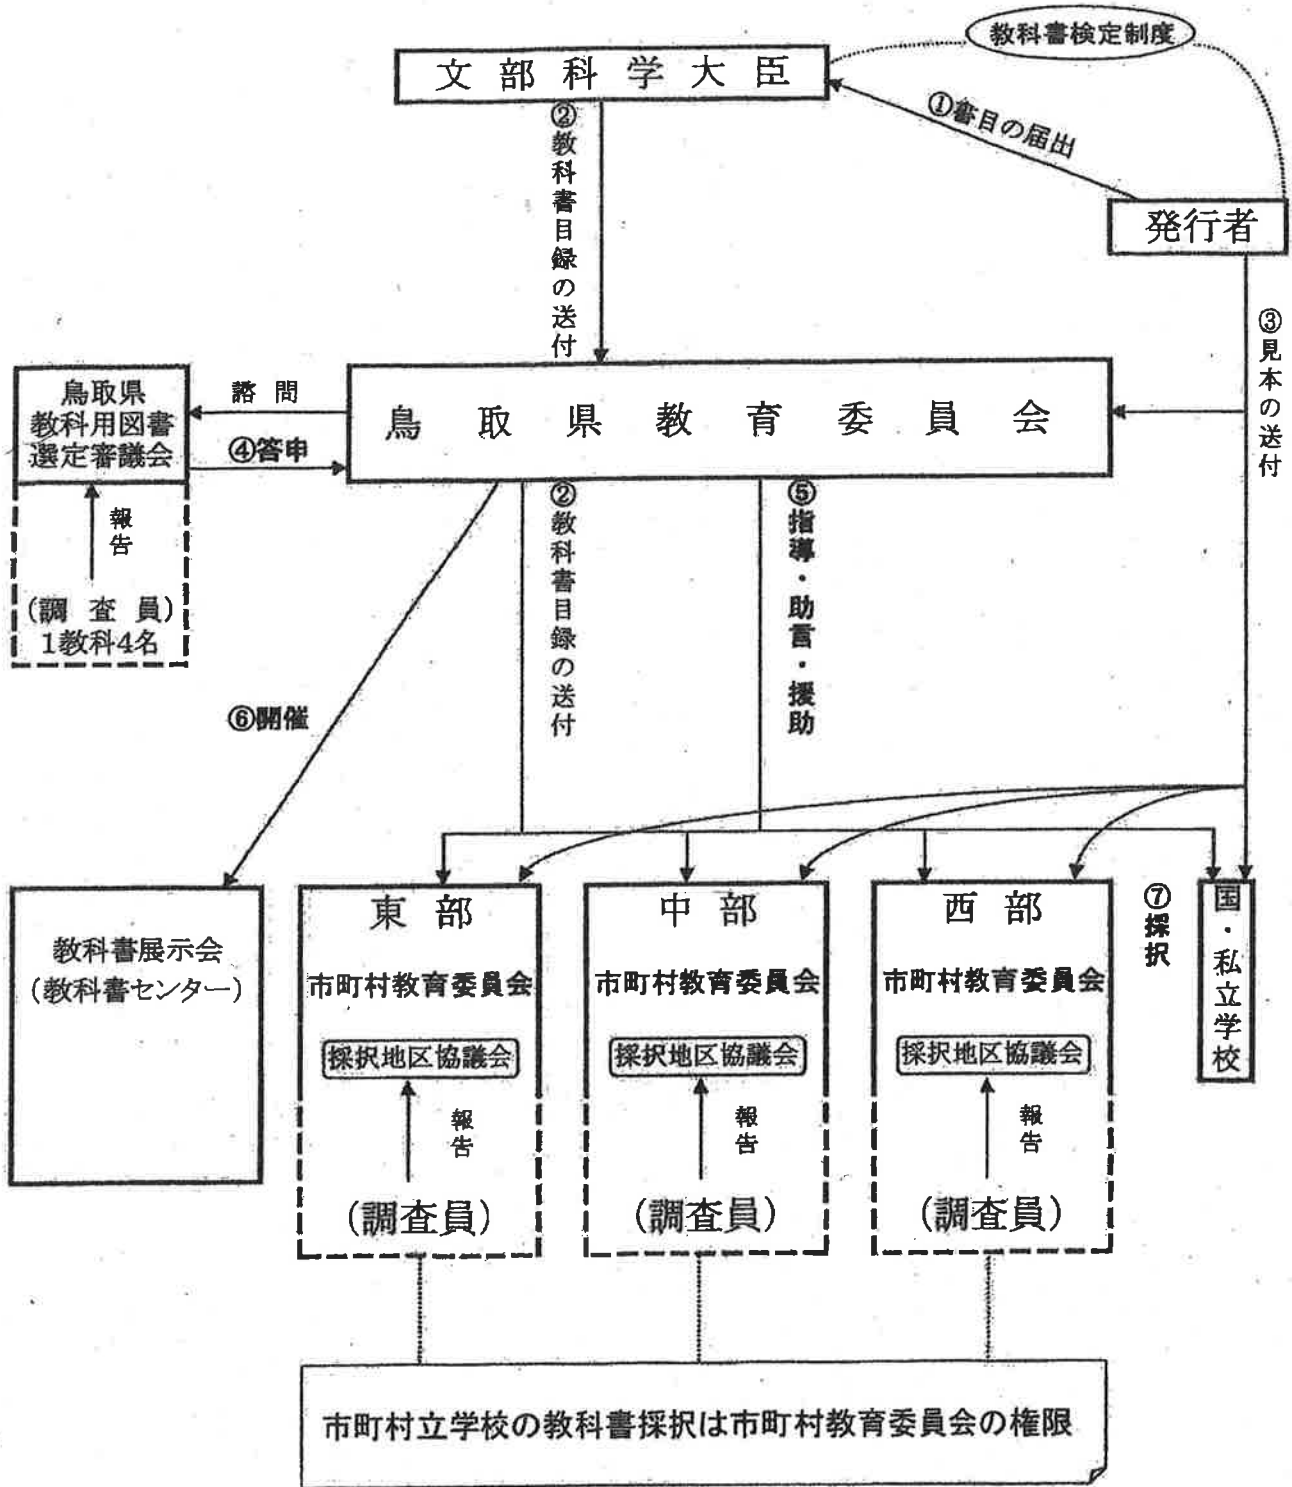 教科書検定制度
文部科学大臣
①書目の届出
②教科書目録の送付
発行者
③見本の送付
鳥取県
教科用図書
選定審議会
諮問
④答申
鳥取県教育委員会
報告
(調査員)
1教科4名
②教科書目録の送付
⑤指導・助言・援助
⑥開催
教科書展示会
(教科書センター)
東部
市町村教育委員会
採択地区協議会
報告
(調査員)
中部
市町村教育委員会
採択地区協議会
報告
(調査員)
西部
市町村教育委員会
採択地区協議会
報告
(調査員)
⑦採択
国・私立学校
市町村立学校の教科書採択は市町村教育委員会の権限